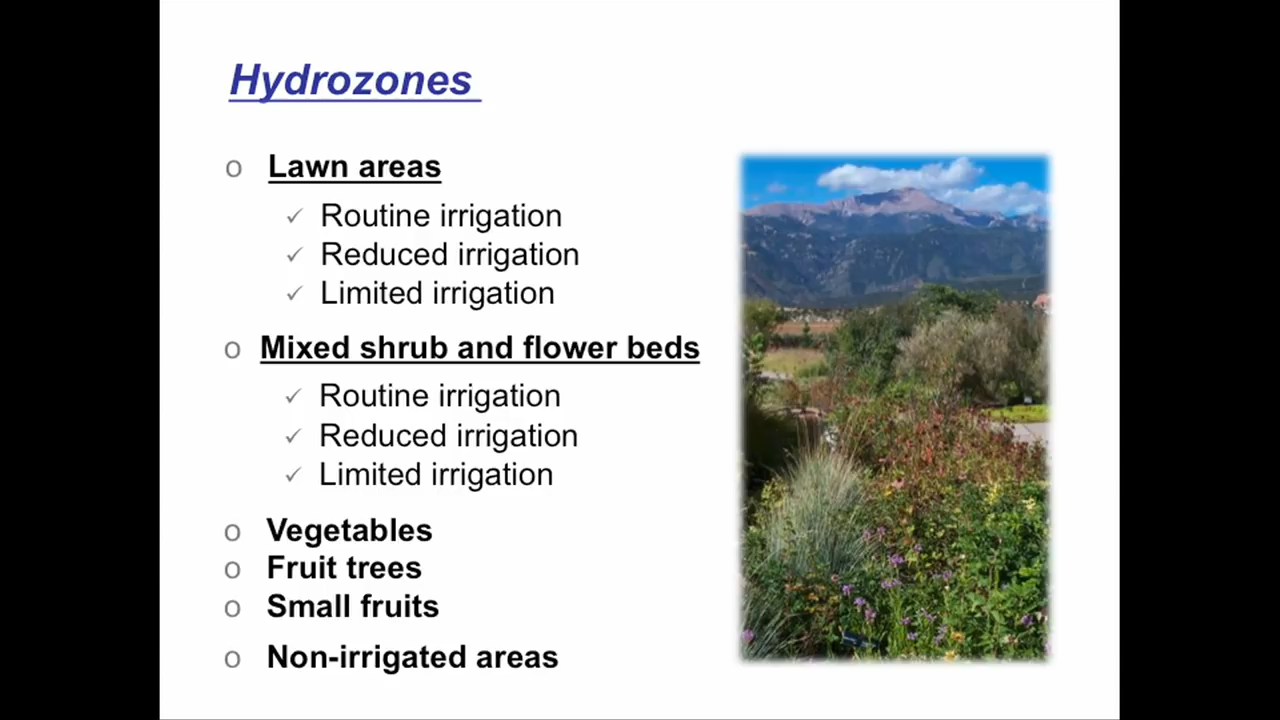 Hydrozones
o Lawn areas
✓ Routine irrigation
✓ Reduced irrigation
✓ Limited irrigation
o Mixed shrub and flower beds
✓ Routine irrigation
✓ Reduced irrigation
✓ Limited irrigation
o Vegetables
o Fruit trees
o Small fruits
o Non-irrigated areas